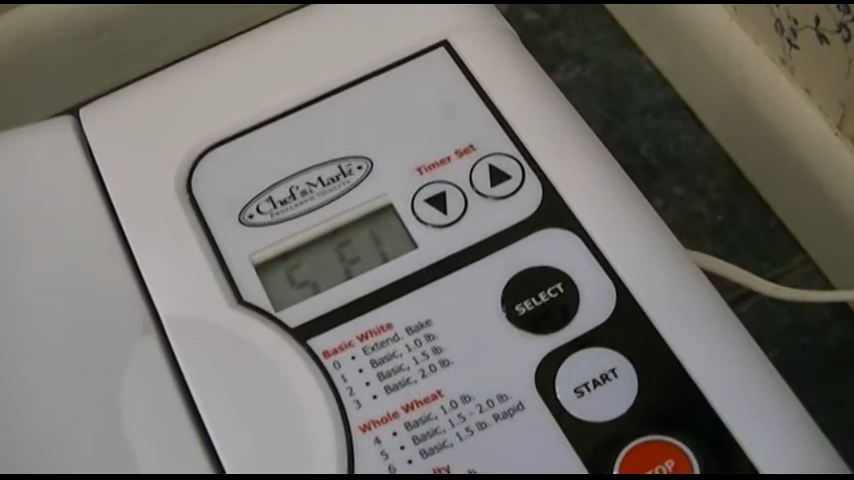 Timer Set
Chef'sMark
PREFERRED QUALITY
SELECT
START
STOP
Basic White
0 • Extend. Bake
1 • Basic, 1.0 lb.
2 • Basic, 1.5 lb.
3 • Basic, 2.0 lb.
Whole Wheat
4 • Basic, 1.0 lb.
5 • Basic, 1.5 - 2.0 lb.
6 • Basic, 1.5 lb. Rapid